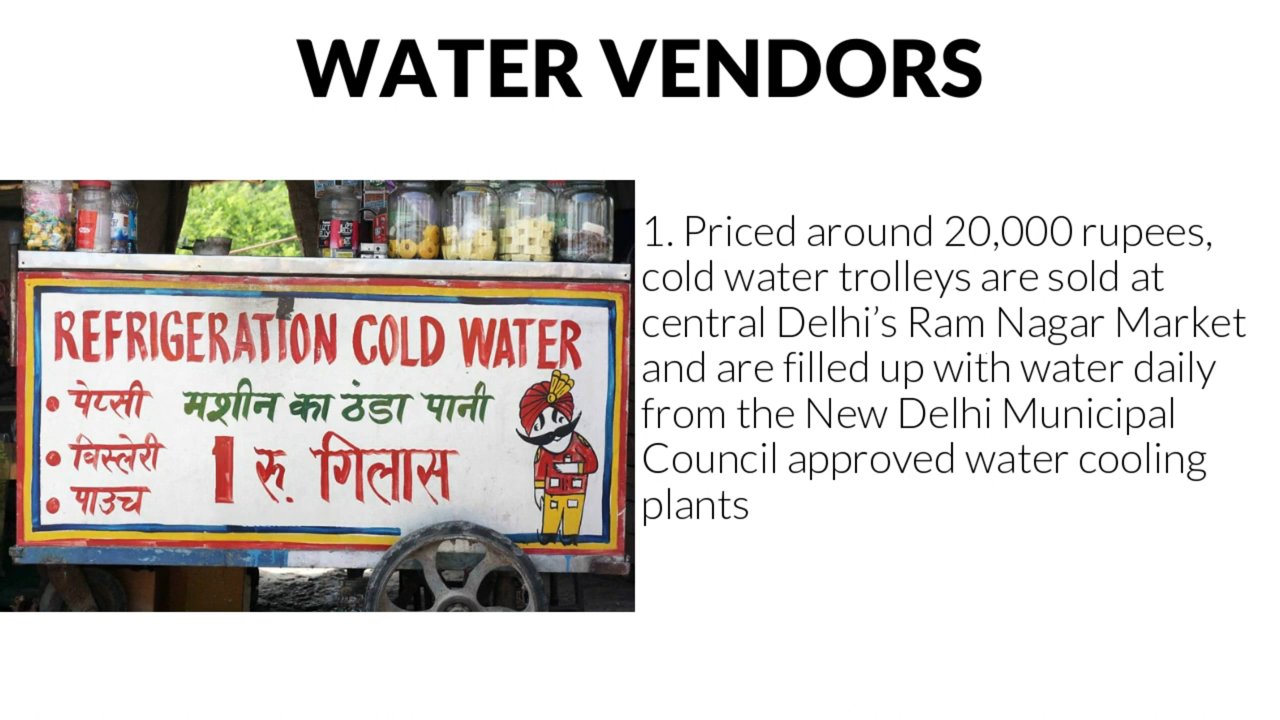 WATER VENDORS
REFRIGERATION COLD WATER
• पेप्सी
मशीन का ठंडा पानी
• बिस्लेरी
1 रु. गिलास
• पाउच
1. Priced around 20,000 rupees,
cold water trolleys are sold at
central Delhi's Ram Nagar Market
and are filled up with water daily
from the New Delhi Municipal
Council approved water cooling
plants